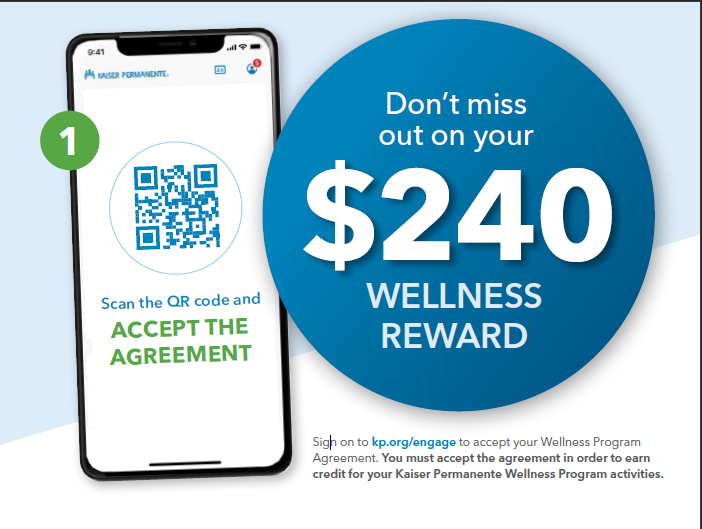 9:41
KAISER PERMANENTE®
5
1
Scan the QR code and
ACCEPT THE
AGREEMENT
Don't miss
out on your
$240
WELLNESS
REWARD
Sign on to kp.org/engage to accept your Wellness Program
Agreement. You must accept the agreement in order to earn
credit for your Kaiser Permanente Wellness Program activities.